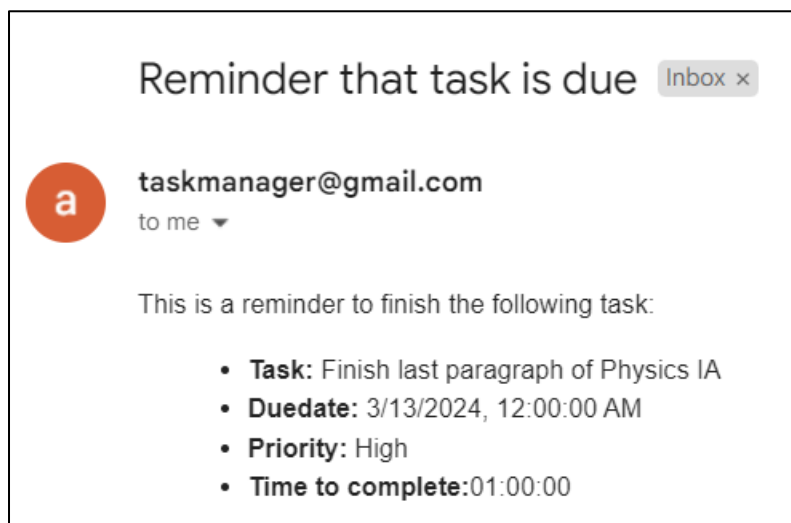 Reminder that task is due Inbox ×
a
taskmanager@gmail.com
to me
This is a reminder to finish the following task:
• Task: Finish last paragraph of Physics IA
• Duedate: 3/13/2024, 12:00:00 AM
• Priority: High
• Time to complete:01:00:00